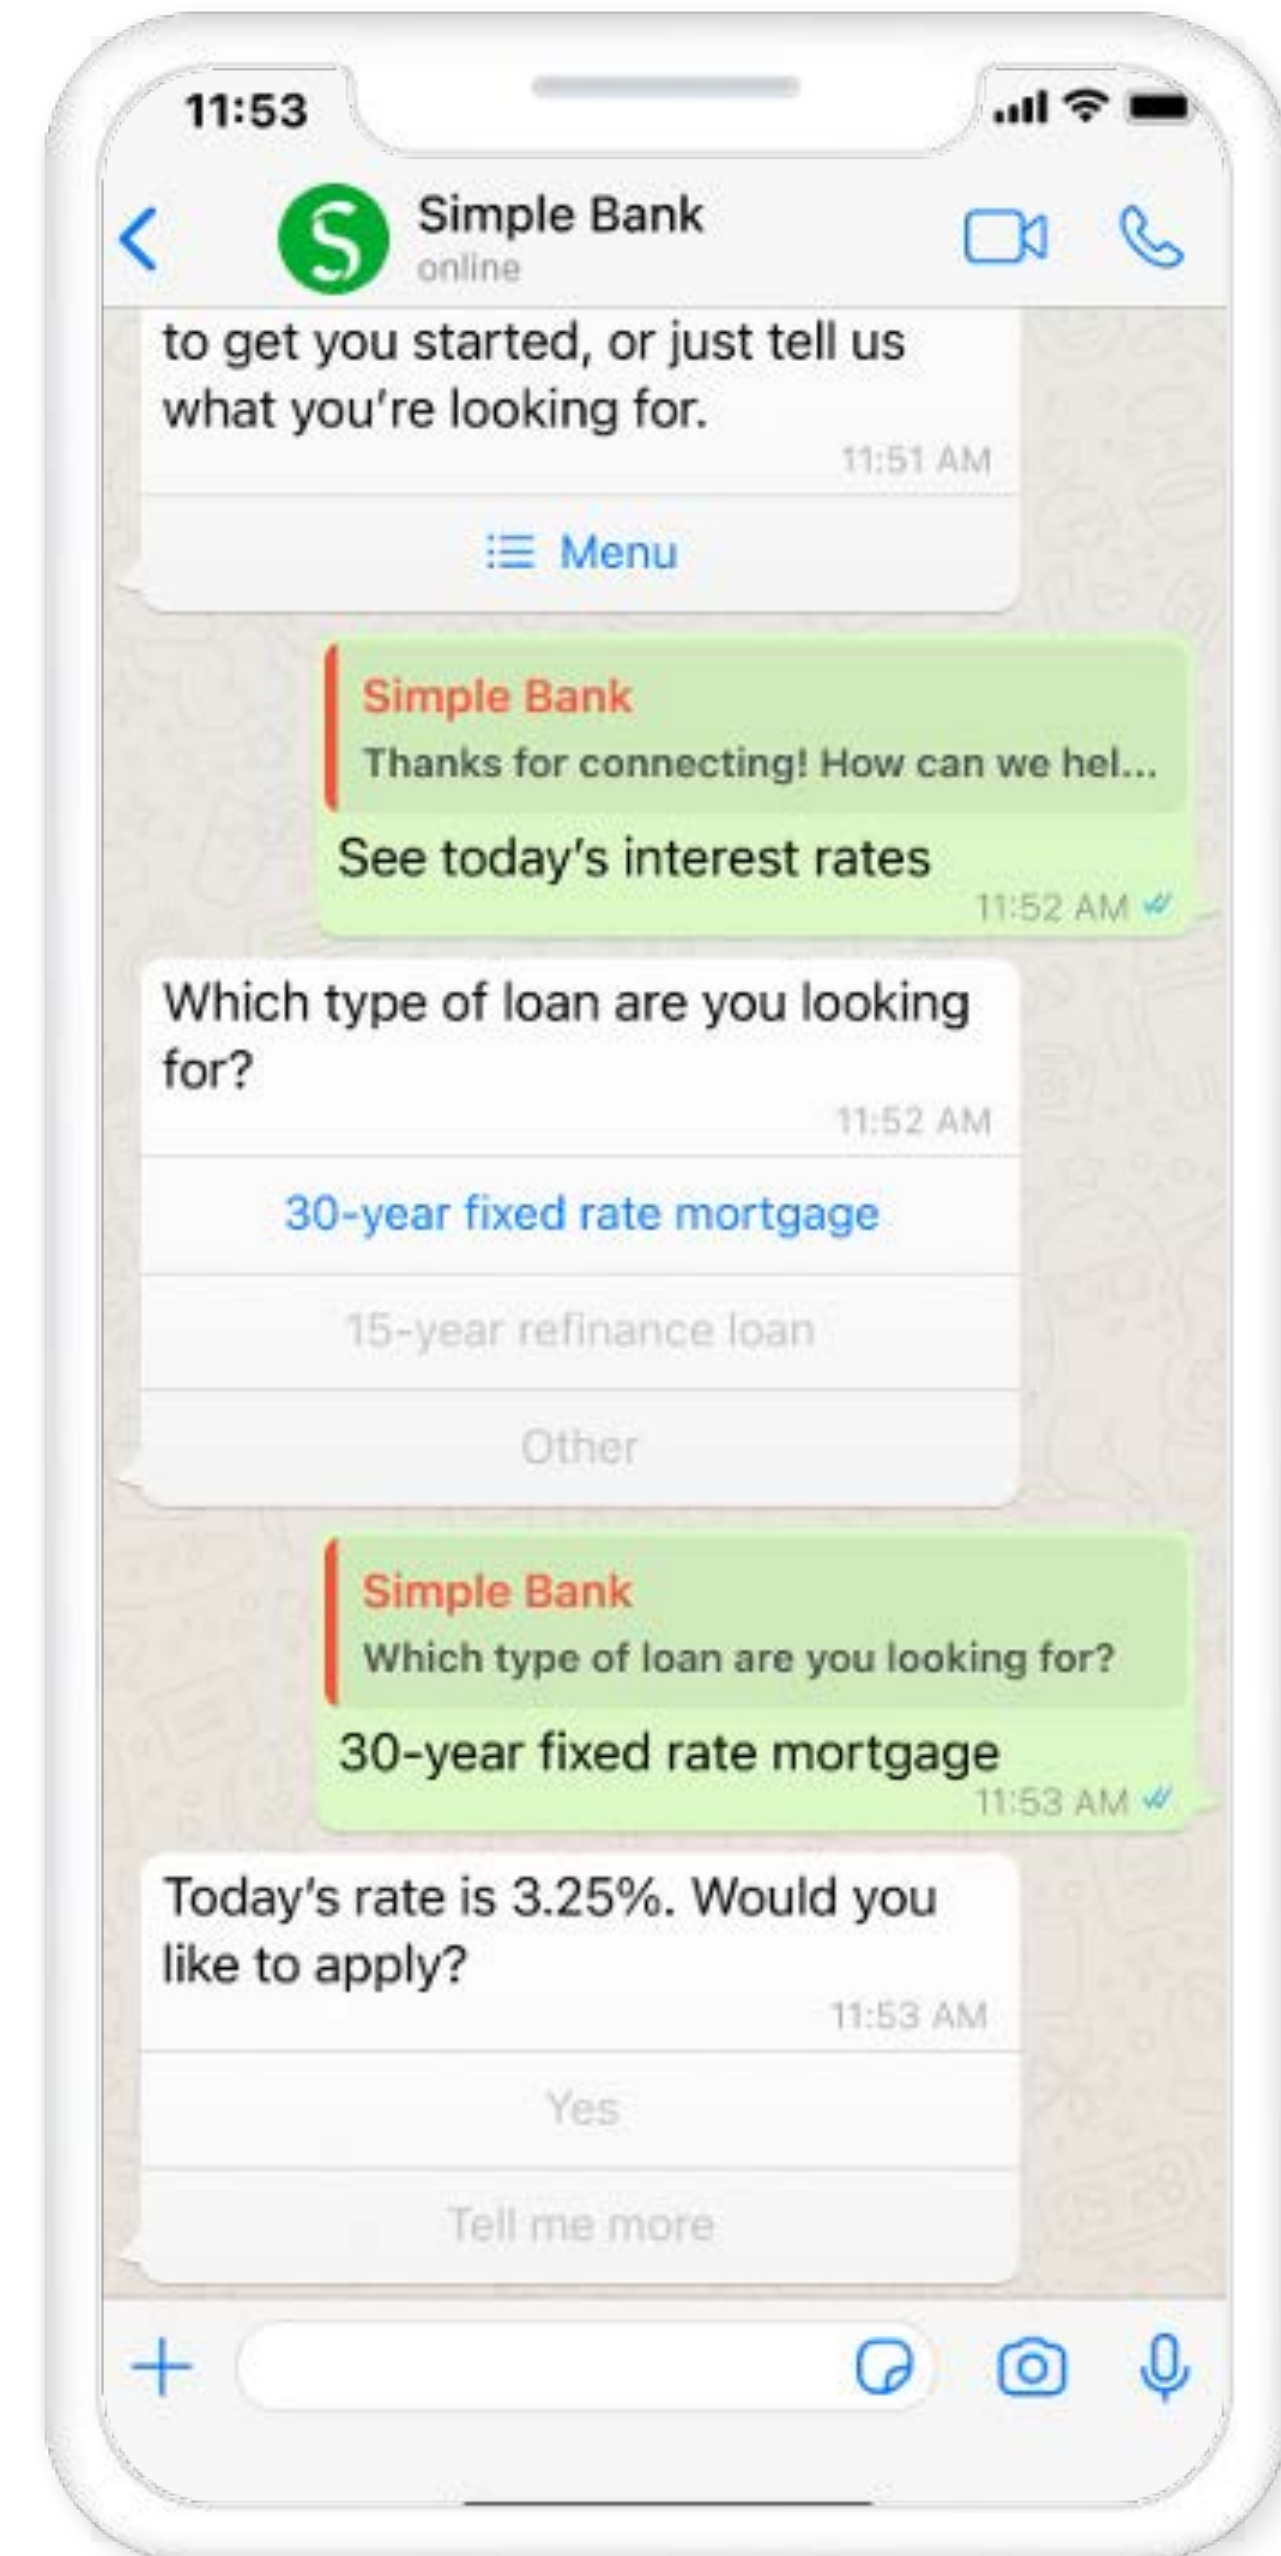 11:53
S
Simple Bank
online
to get you started, or just tell us
what you're looking for.
11:51 AM
Menu
Simple Bank
Thanks for connecting! How can we hel...
See today's interest rates
11:52 AM
Which type of loan are you looking
for?
11:52 AM
30-year fixed rate mortgage
15-year refinance loan
Other
Simple Bank
Which type of loan are you looking for?
30-year fixed rate mortgage
11:53 AM
Today's rate is 3.25%. Would you
like to apply?
11:53 AM
Yes
Tell me more